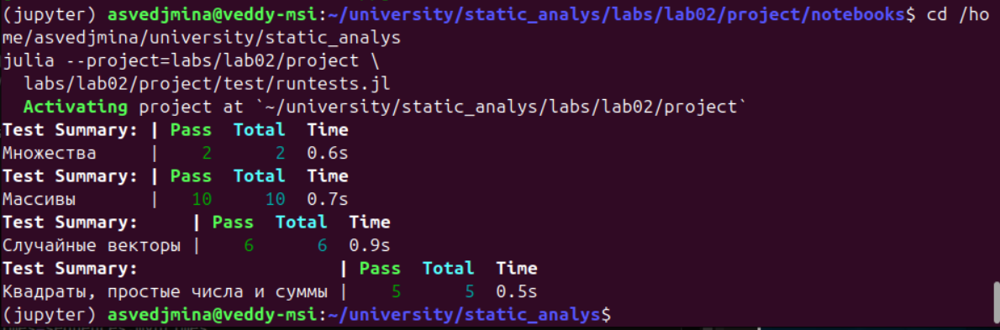 (jupyter) asvedjmina@veddy-msi:~/university/static_analys/labs/lab02/project/notebooks$ cd /ho
me/asvedjmina/university/static_analys
julia --project=labs/lab02/project \
  labs/lab02/project/test/runtests.jl
  Activating project at `~/university/static_analys/labs/lab02/project`
Test Summary: | Pass  Total  Time
Множества     |    2      2  0.6s
Test Summary: | Pass  Total  Time
Массивы       |   10     10  0.7s
Test Summary:     | Pass  Total  Time
Случайные векторы |    6      6  0.9s
Test Summary:                   | Pass  Total  Time
Квадраты, простые числа и суммы |    5      5  0.5s
(jupyter) asvedjmina@veddy-msi:~/university/static_analys$